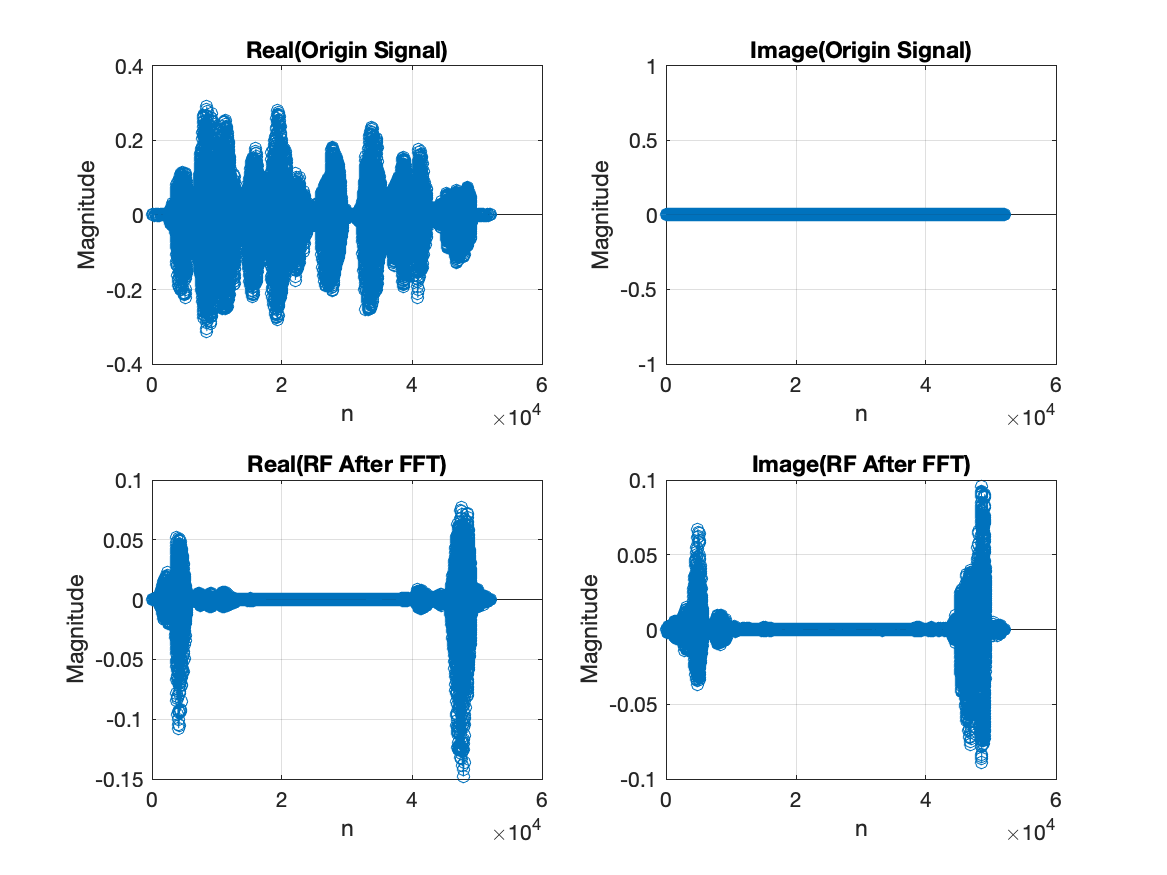 Real(Origin Signal)
0.4
0.2
0
-0.2
-0.4
Magnitude
0 2 4 6
n
×10^4
Image(Origin Signal)
1
0.5
0
-0.5
-1
Magnitude
0 2 4 6
n
×10^4
Real(RF After FFT)
0.1
0.05
0
-0.05
-0.1
-0.15
Magnitude
0 2 4 6
n
×10^4
Image(RF After FFT)
0.1
0.05
0
-0.05
-0.1
Magnitude
0 2 4 6
n
×10^4